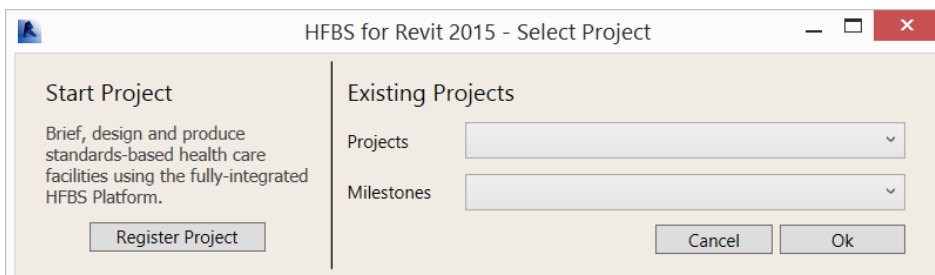 HFBS for Revit 2015 - Select Project
Start Project
Brief, design and produce
standards-based health care
facilities using the fully-integrated
HFBS Platform.
Register Project
Existing Projects
Projects
Milestones
Cancel
Ok